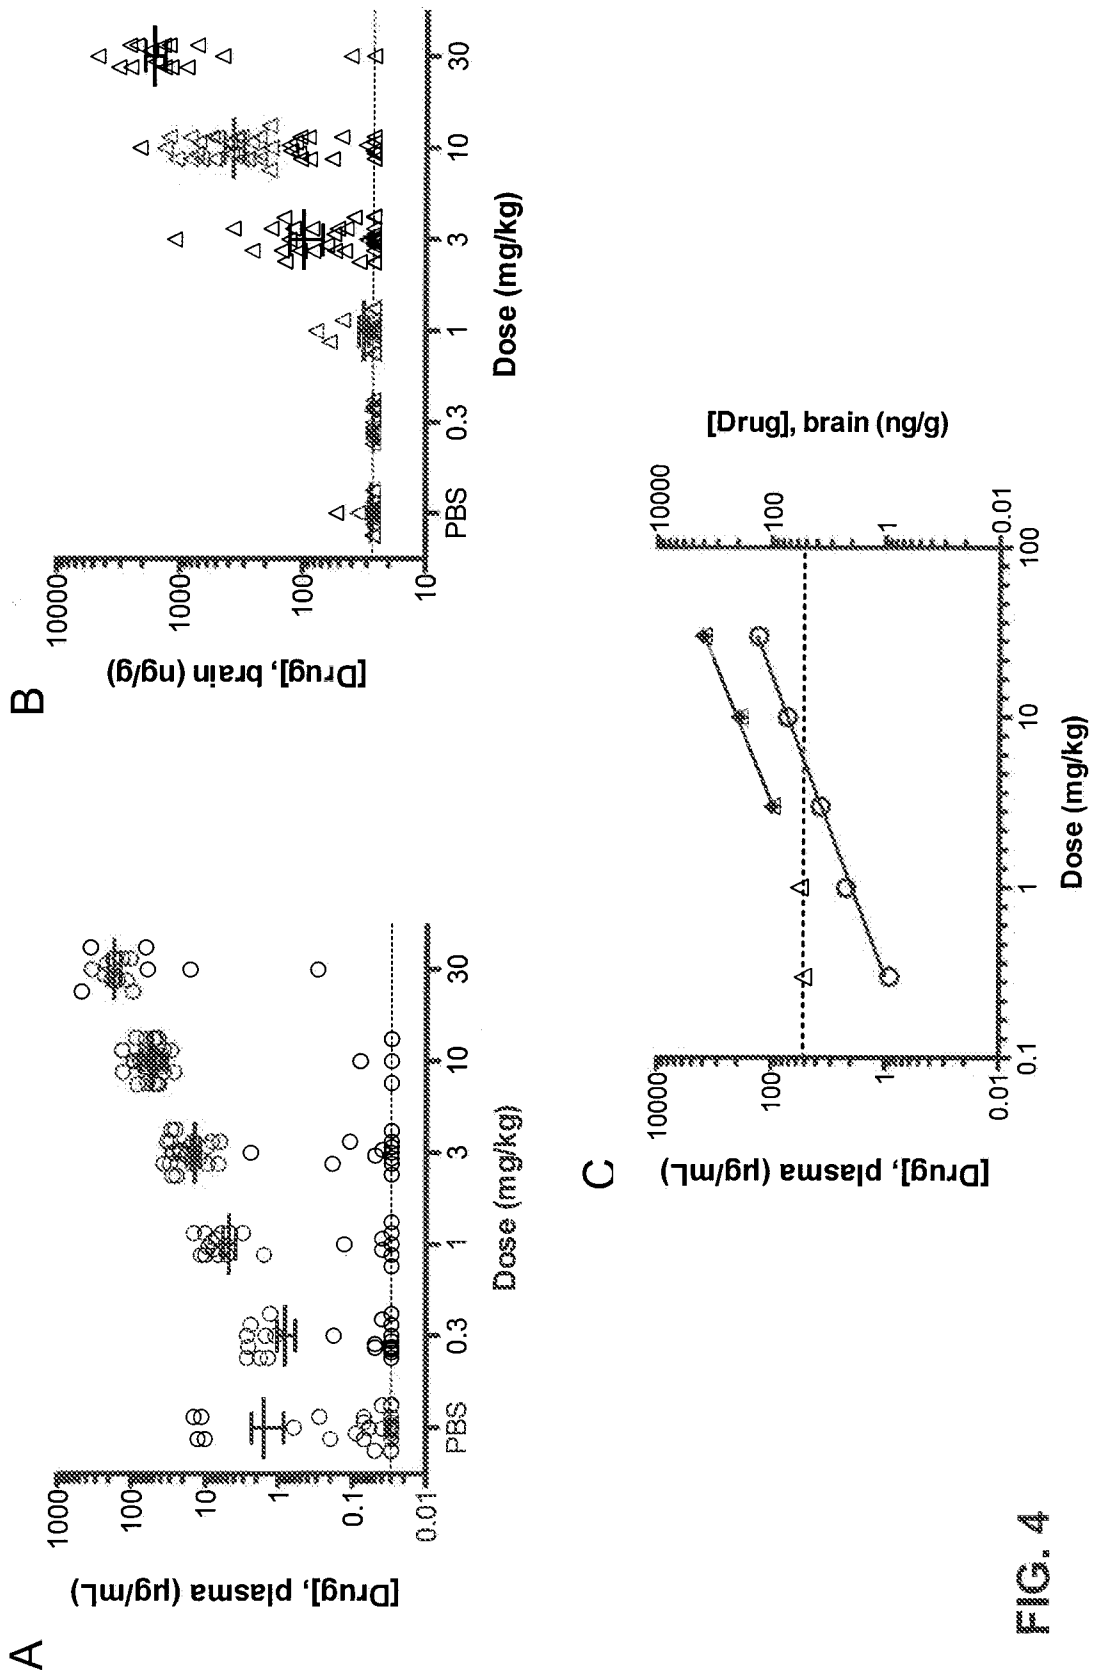 A
[Drug], plasma (µg/mL)
1000
100
10
1
0.1
0.01
PBS 0.3 1 3 10 30
Dose (mg/kg)
B
[Drug], brain (ng/g)
10000
1000
100
10
PBS 0.3 1 3 10 30
Dose (mg/kg)
C
[Drug], plasma (µg/mL)
10000
100
1
0.01
0.1 1 10 100
Dose (mg/kg)
10000
100
1
0.01
[Drug], brain (ng/g)
FIG. 4